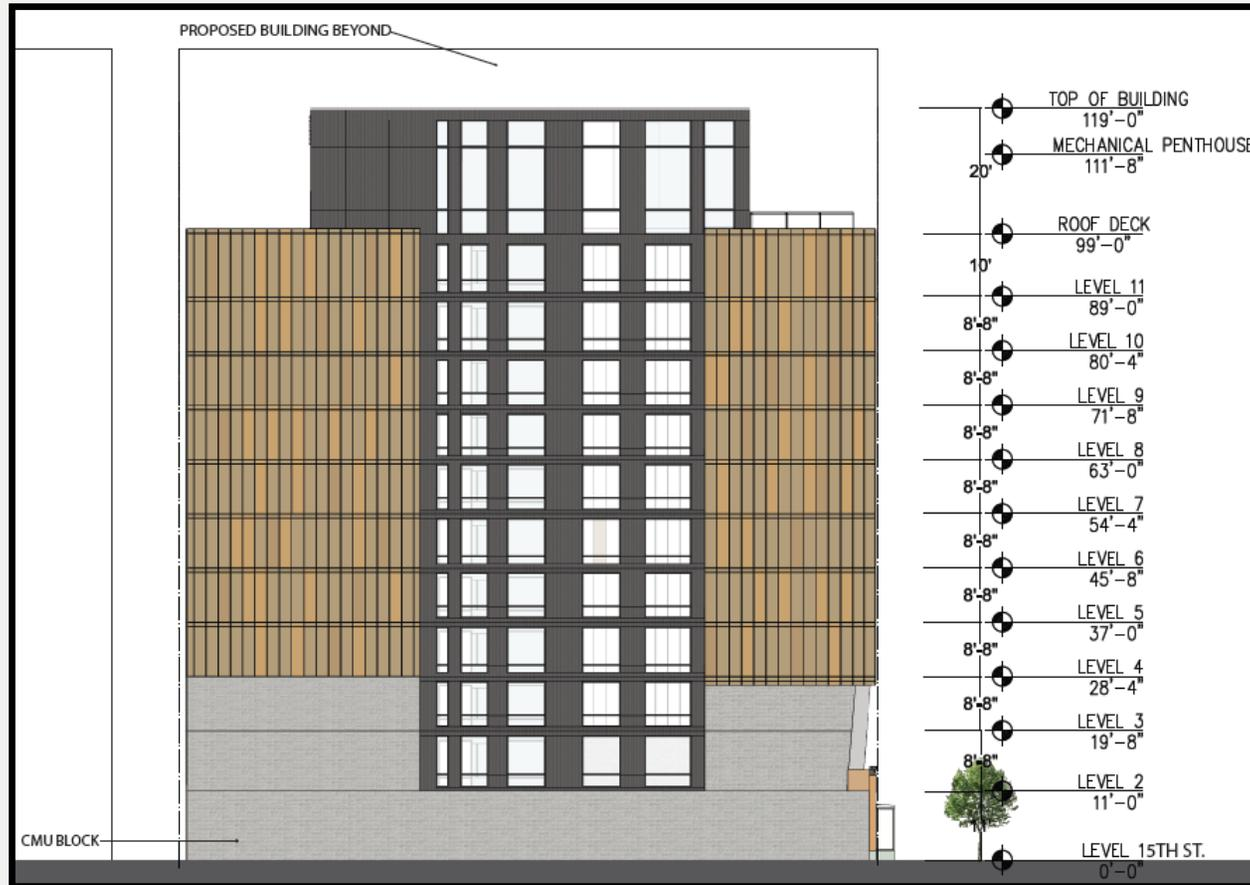 PROPOSED BUILDING BEYOND
TOP OF BUILDING
119'-0"
MECHANICAL PENTHOUSE
111'-8"
20'
ROOF DECK
99'-0"
10'
LEVEL 11
89'-0"
8'-8"
LEVEL 10
80'-4"
8'-8"
LEVEL 9
71'-8"
8'-8"
LEVEL 8
63'-0"
8'-8"
LEVEL 7
54'-4"
8'-8"
LEVEL 6
45'-8"
8'-8"
LEVEL 5
37'-0"
8'-8"
LEVEL 4
28'-4"
8'-8"
LEVEL 3
19'-8"
8'-8"
LEVEL 2
11'-0"
11'
CMU BLOCK
LEVEL 15TH ST.
0'-0"